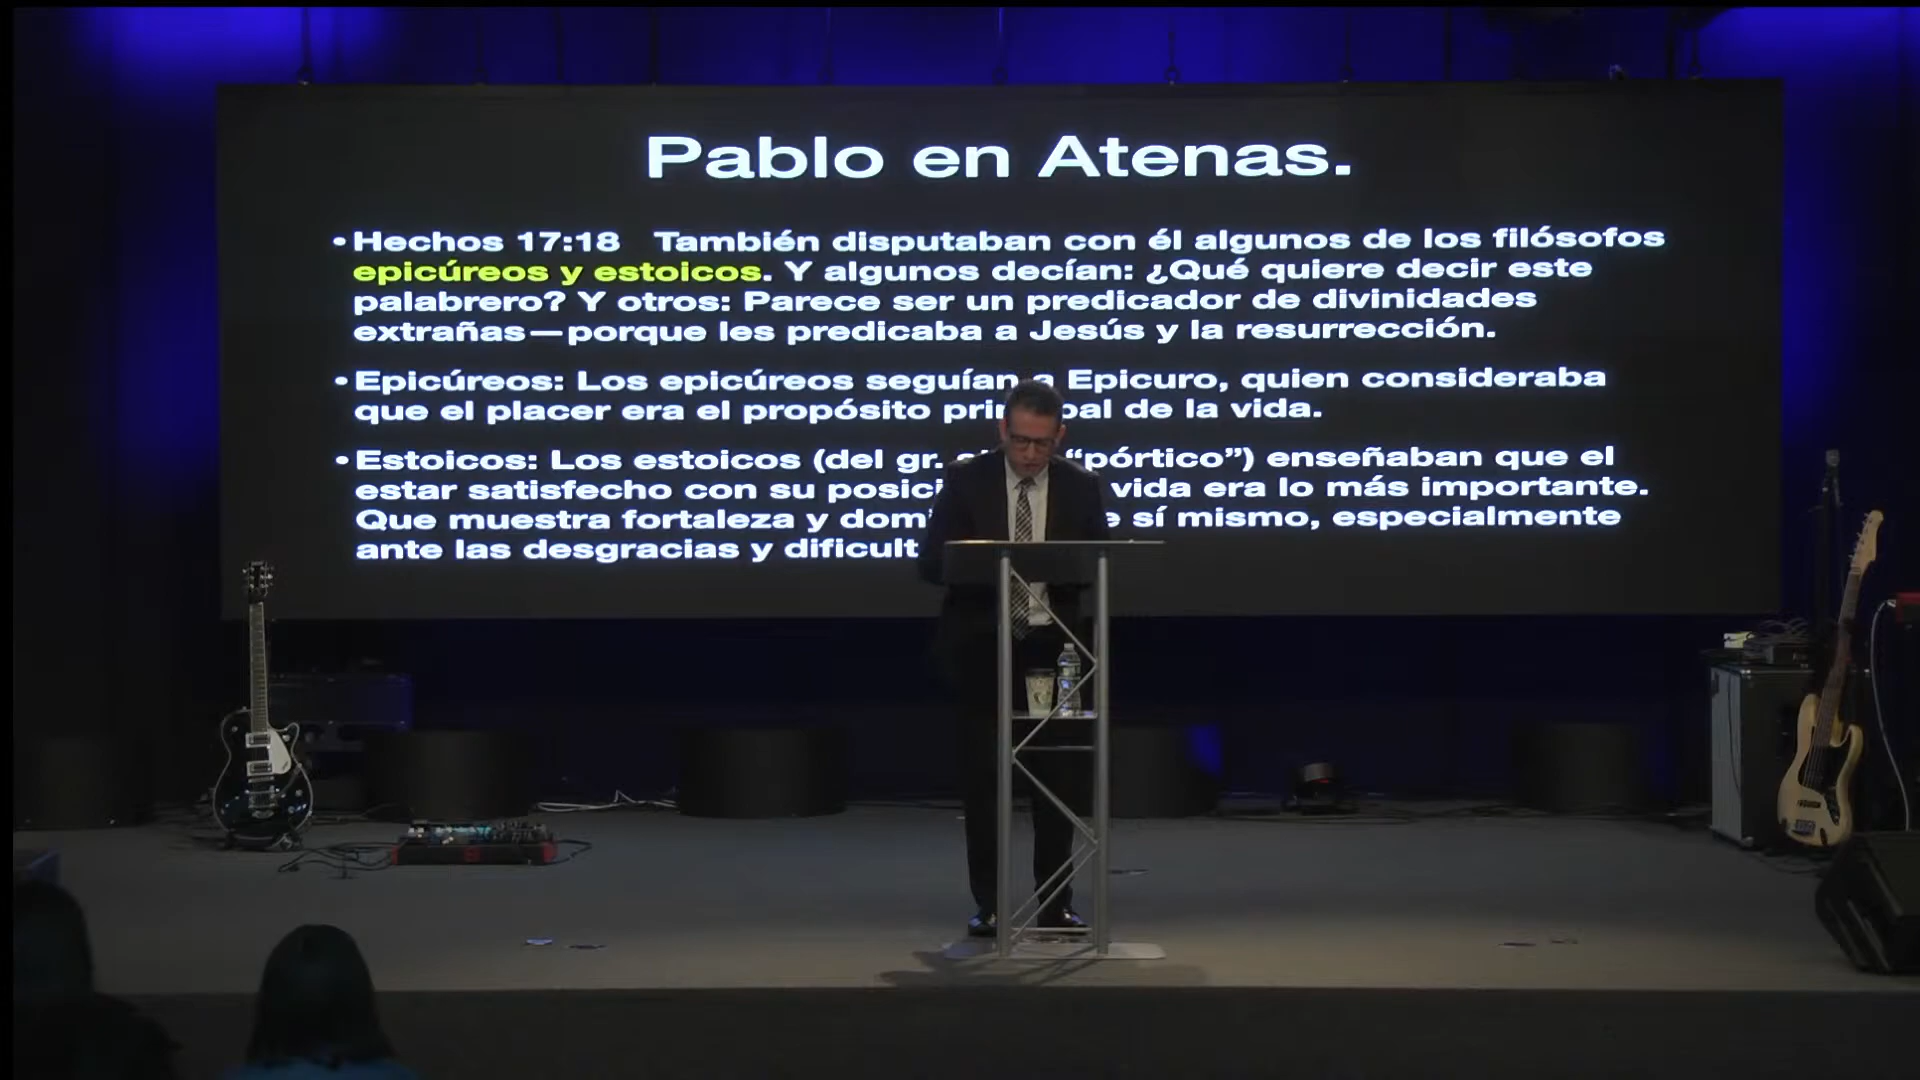 Pablo en Atenas.
•Hechos 17:18 También disputaban con él algunos de los filósofos
epicúreos y estoicos. Y algunos decían: ¿Qué quiere decir este
palabrero? Y otros: Parece ser un predicador de divinidades
extrañas—porque les predicaba a Jesús y la resurrección.
•Epicúreos: Los epicúreos seguían a Epicuro, quien consideraba
que el placer era el propósito principal de la vida.
•Estoicos: Los estoicos (del gr. “pórtico”) enseñaban que el
estar satisfecho con su vida era lo más importante.
Que muestra fortaleza y sí mismo, especialmente
ante las desgracias y